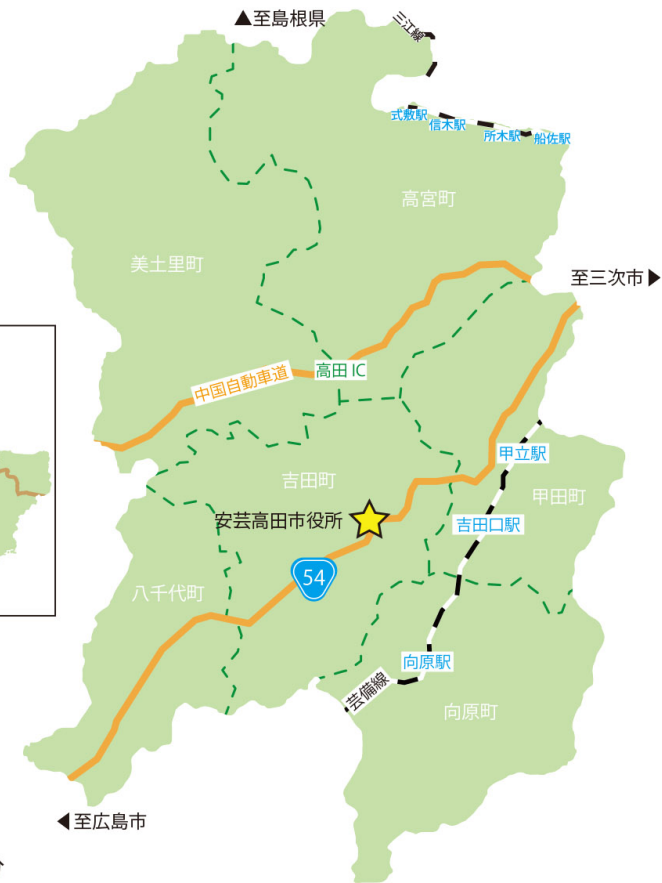 ▲至島根県
三江線
式敷駅
信木駅
所木駅
船佐駅
高宮町
美土里町
至三次市▶
高田 IC
中国自動車道
甲立駅
吉田町
甲田町
安芸高田市役所
吉田口駅
54
八千代町
向原駅
芸備線
向原町
◀至広島市